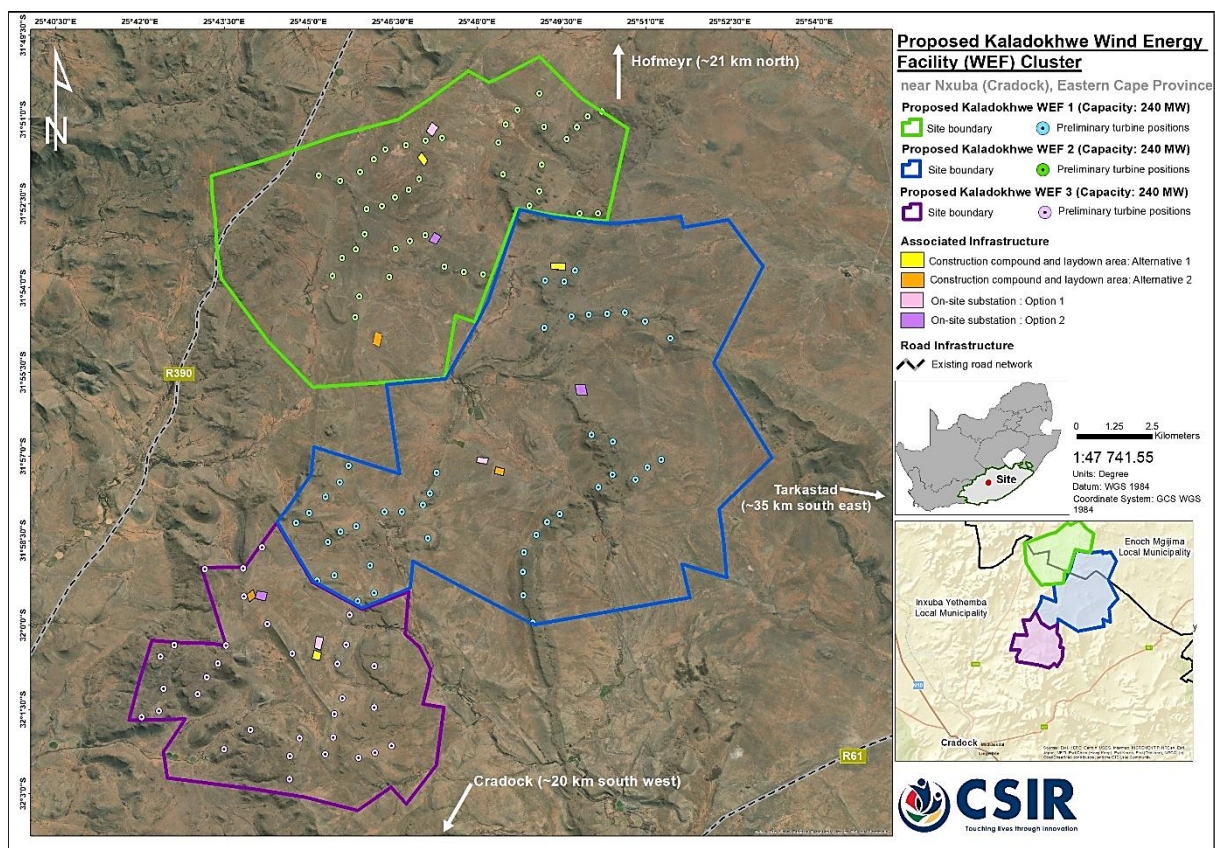 25°40'30"E 25°42'0"E 25°43'30"E 25°45'0"E 25°46'30"E 25°48'0"E 25°49'30"E 25°51'0"E 25°52'30"E 25°54'0"E
31°49'30"S
31°51'0"S
31°52'30"S
31°54'0"S
31°55'30"S
31°57'0"S
31°58'30"S
32°0'0"S
32°1'30"S
32°3'0"S
N
Hofmeyr (~21 km north)
R390
Tarkastad
(~35 km south east)
R61
Cradock (~20 km south west)
Proposed Kaladokhwe Wind Energy
Facility (WEF) Cluster
near Nxuba (Cradock), Eastern Cape Province
Proposed Kaladokhwe WEF 1 (Capacity: 240 MW)
Site boundary Preliminary turbine positions
Proposed Kaladokhwe WEF 2 (Capacity: 240 MW)
Site boundary Preliminary turbine positions
Proposed Kaladokhwe WEF 3 (Capacity: 240 MW)
Site boundary Preliminary turbine positions
Associated Infrastructure
Construction compound and laydown area: Alternative 1
Construction compound and laydown area: Alternative 2
On-site substation : Option 1
On-site substation : Option 2
Road Infrastructure
Existing road network
Site
0 1.25 2.5
Kilometers
1:47 741.55
Units: Degree
Datum: WGS 1984
Coordinate System: GCS WGS
1984
Enoch Mgijima
Local Municipality
Inxuba Yethemba
Local Municipality
y
Cradock
CSIR
Touching lives through innovation